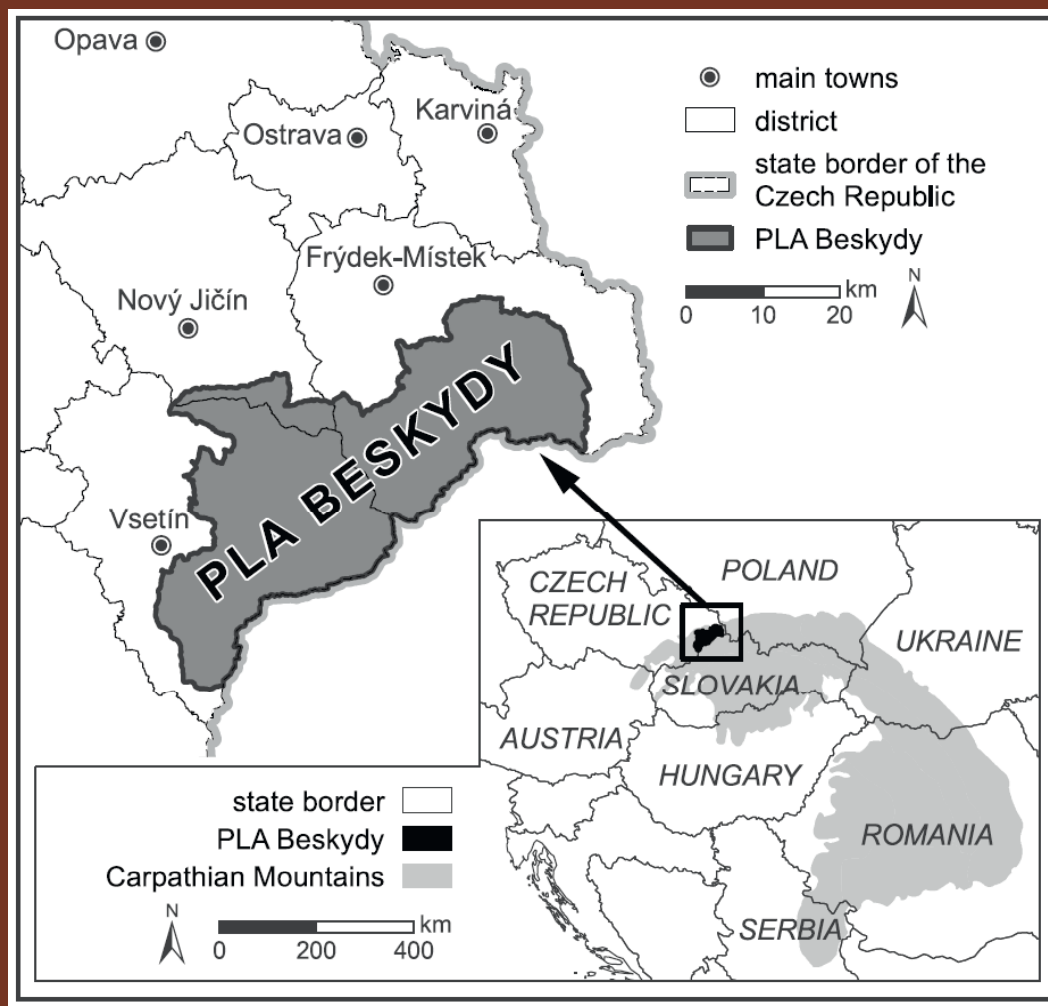 Opava
Ostrava
Karviná
Frýdek-Místek
Nový Jičín
Vsetín
PLA BESKYDY
main towns
district
state border of the
Czech Republic
PLA Beskydy
km
0 10 20
N
CZECH
REPUBLIC
POLAND
UKRAINE
SLOVAKIA
AUSTRIA
HUNGARY
ROMANIA
SERBIA
state border
PLA Beskydy
Carpathian Mountains
N
km
0 200 400